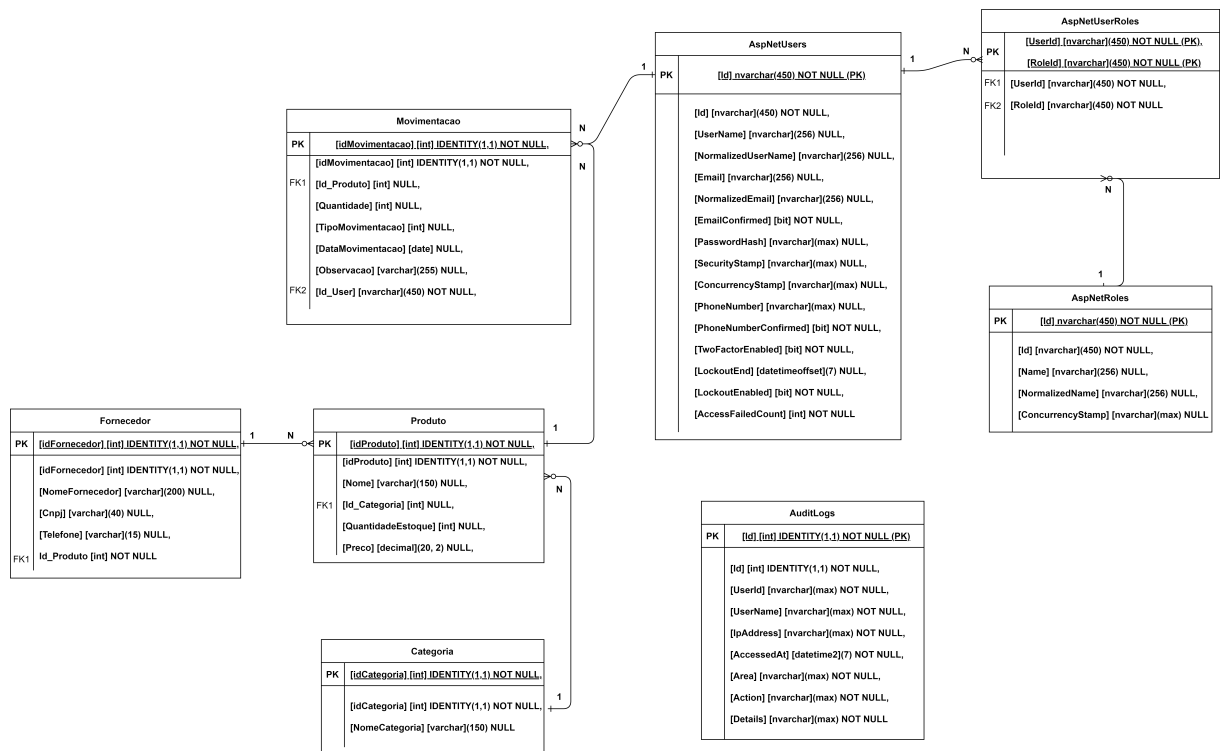 AspNetUserRoles
PK
[UserId] [nvarchar](450) NOT NULL (PK),
[RoleId] [nvarchar](450) NOT NULL (PK)
FK1 [UserId] [nvarchar](450) NOT NULL,
FK2 [RoleId] [nvarchar](450) NOT NULL
AspNetUsers
PK [Id] nvarchar(450) NOT NULL (PK)
[Id] [nvarchar](450) NOT NULL,
[UserName] [nvarchar](256) NULL,
[NormalizedUserName] [nvarchar](256) NULL,
[Email] [nvarchar](256) NULL,
[NormalizedEmail] [nvarchar](256) NULL,
[EmailConfirmed] [bit] NOT NULL,
[PasswordHash] [nvarchar](max) NULL,
[SecurityStamp] [nvarchar](max) NULL,
[ConcurrencyStamp] [nvarchar](max) NULL,
[PhoneNumber] [nvarchar](max) NULL,
[PhoneNumberConfirmed] [bit] NOT NULL,
[TwoFactorEnabled] [bit] NOT NULL,
[LockoutEnd] [datetimeoffset](7) NULL,
[LockoutEnabled] [bit] NOT NULL,
[AccessFailedCount] [int] NOT NULL
1
N
1
N
N
N
1
Movimentacao
PK [idMovimentacao] [int] IDENTITY(1,1) NOT NULL,
[idMovimentacao] [int] IDENTITY(1,1) NOT NULL,
FK1 [Id_Produto] [int] NULL,
[Quantidade] [int] NULL,
[TipoMovimentacao] [int] NULL,
[DataMovimentacao] [date] NULL,
[Observacao] [varchar](255) NULL,
FK2 [Id_User] [nvarchar](450) NOT NULL,
AspNetRoles
PK [Id] nvarchar(450) NOT NULL (PK)
[Id] [nvarchar](450) NOT NULL,
[Name] [nvarchar](256) NULL,
[NormalizedName] [nvarchar](256) NULL,
[ConcurrencyStamp] [nvarchar](max) NULL
Fornecedor
PK [idFornecedor] [int] IDENTITY(1,1) NOT NULL,
[idFornecedor] [int] IDENTITY(1,1) NOT NULL,
[NomeFornecedor] [varchar](200) NULL,
[Cnpj] [varchar](40) NULL,
[Telefone] [varchar](15) NULL,
FK1 Id_Produto [int] NOT NULL
1
N
Produto
PK [idProduto] [int] IDENTITY(1,1) NOT NULL,
[idProduto] [int] IDENTITY(1,1) NOT NULL,
[Nome] [varchar](150) NULL,
FK1 [Id_Categoria] [int] NULL,
[QuantidadeEstoque] [int] NULL,
[Preco] [decimal](20, 2) NULL,
1
N
Categoria
PK [idCategoria] [int] IDENTITY(1,1) NOT NULL,
[idCategoria] [int] IDENTITY(1,1) NOT NULL,
[NomeCategoria] [varchar](150) NULL
1
AuditLogs
PK [Id] [int] IDENTITY(1,1) NOT NULL (PK)
[Id] [int] IDENTITY(1,1) NOT NULL,
[UserId] [nvarchar](max) NOT NULL,
[UserName] [nvarchar](max) NOT NULL,
[IpAddress] [nvarchar](max) NOT NULL,
[AccessedAt] [datetime2](7) NOT NULL,
[Area] [nvarchar](max) NOT NULL,
[Action] [nvarchar](max) NOT NULL,
[Details] [nvarchar](max) NOT NULL